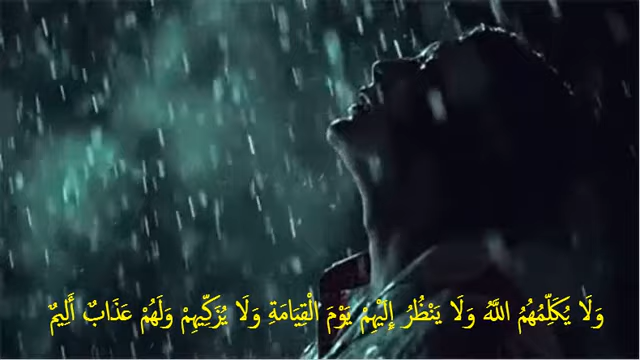 وَلَا يُكَلِّمُهُمُ اللَّهُ وَلَا يَنْظُرُ إِلَيْهِمْ يَوْمَ الْقِيَامَةِ وَلَا يُزَكِّيهِمْ وَلَهُمْ عَذَابٌ أَلِيمٌ